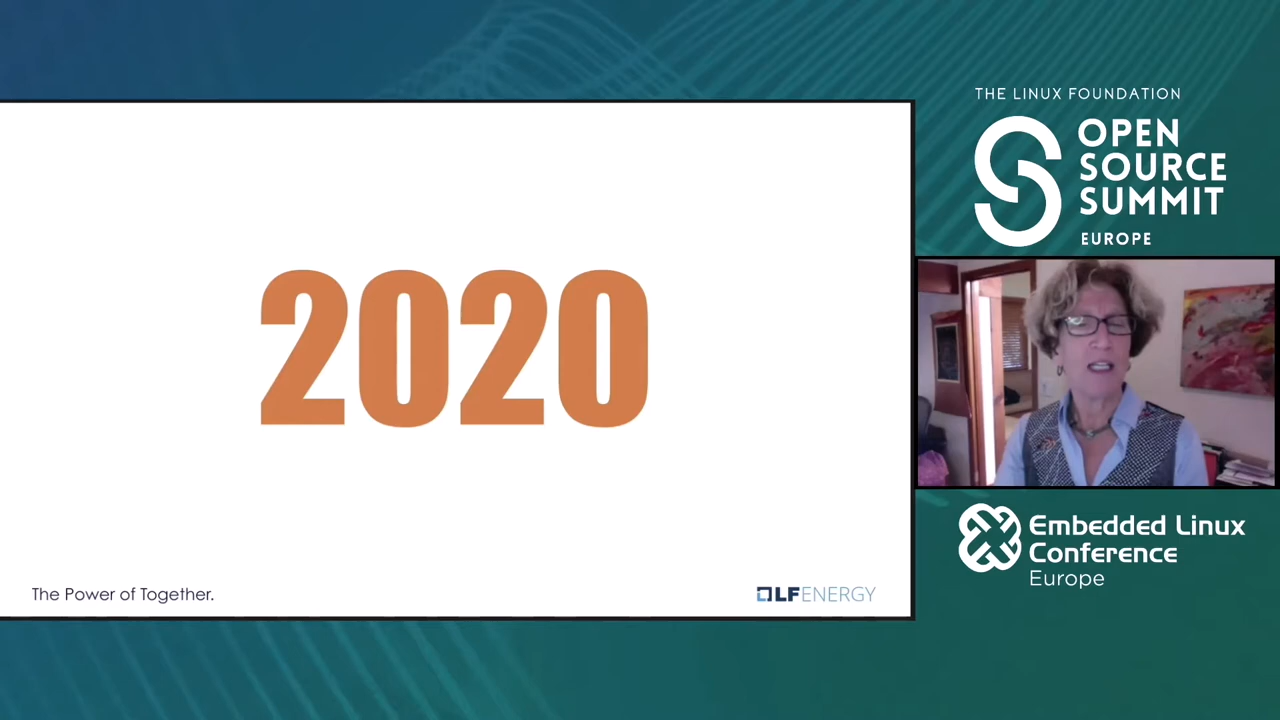 2020
The Power of Together.
LFENERGY
THE LINUX FOUNDATION
OPEN
SOURCE
SUMMIT
EUROPE
Embedded Linux
Conference
Europe